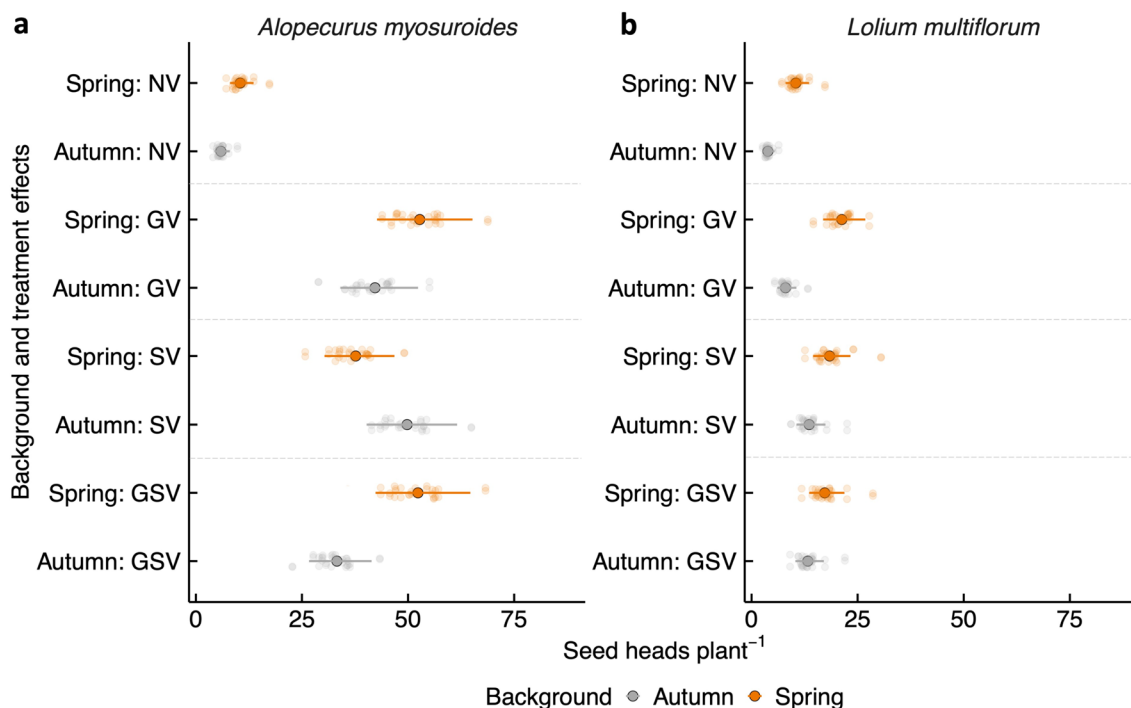 a
Alopecurus myosuroides
b
Lolium multiflorum
Background and treatment effects
Spring: NV
Autumn: NV
Spring: GV
Autumn: GV
Spring: SV
Autumn: SV
Spring: GSV
Autumn: GSV
0
25
50
75
Spring: NV
Autumn: NV
Spring: GV
Autumn: GV
Spring: SV
Autumn: SV
Spring: GSV
Autumn: GSV
0
25
50
75
Seed heads plant⁻¹
Background Autumn Spring